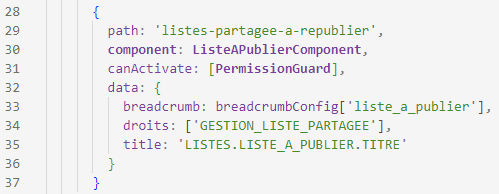 28 {
29 path: 'listes-partagee-a-republier',
30 component: ListeAPublierComponent,
31 canActivate: [PermissionGuard],
32 data: {
33 breadcrumb: breadcrumbConfig['liste_a_publier'],
34 droits: ['GESTION_LISTE_PARTAGEE'],
35 title: 'LISTES.LISTE_A_PUBLIER.TITRE'
36 }
37 }